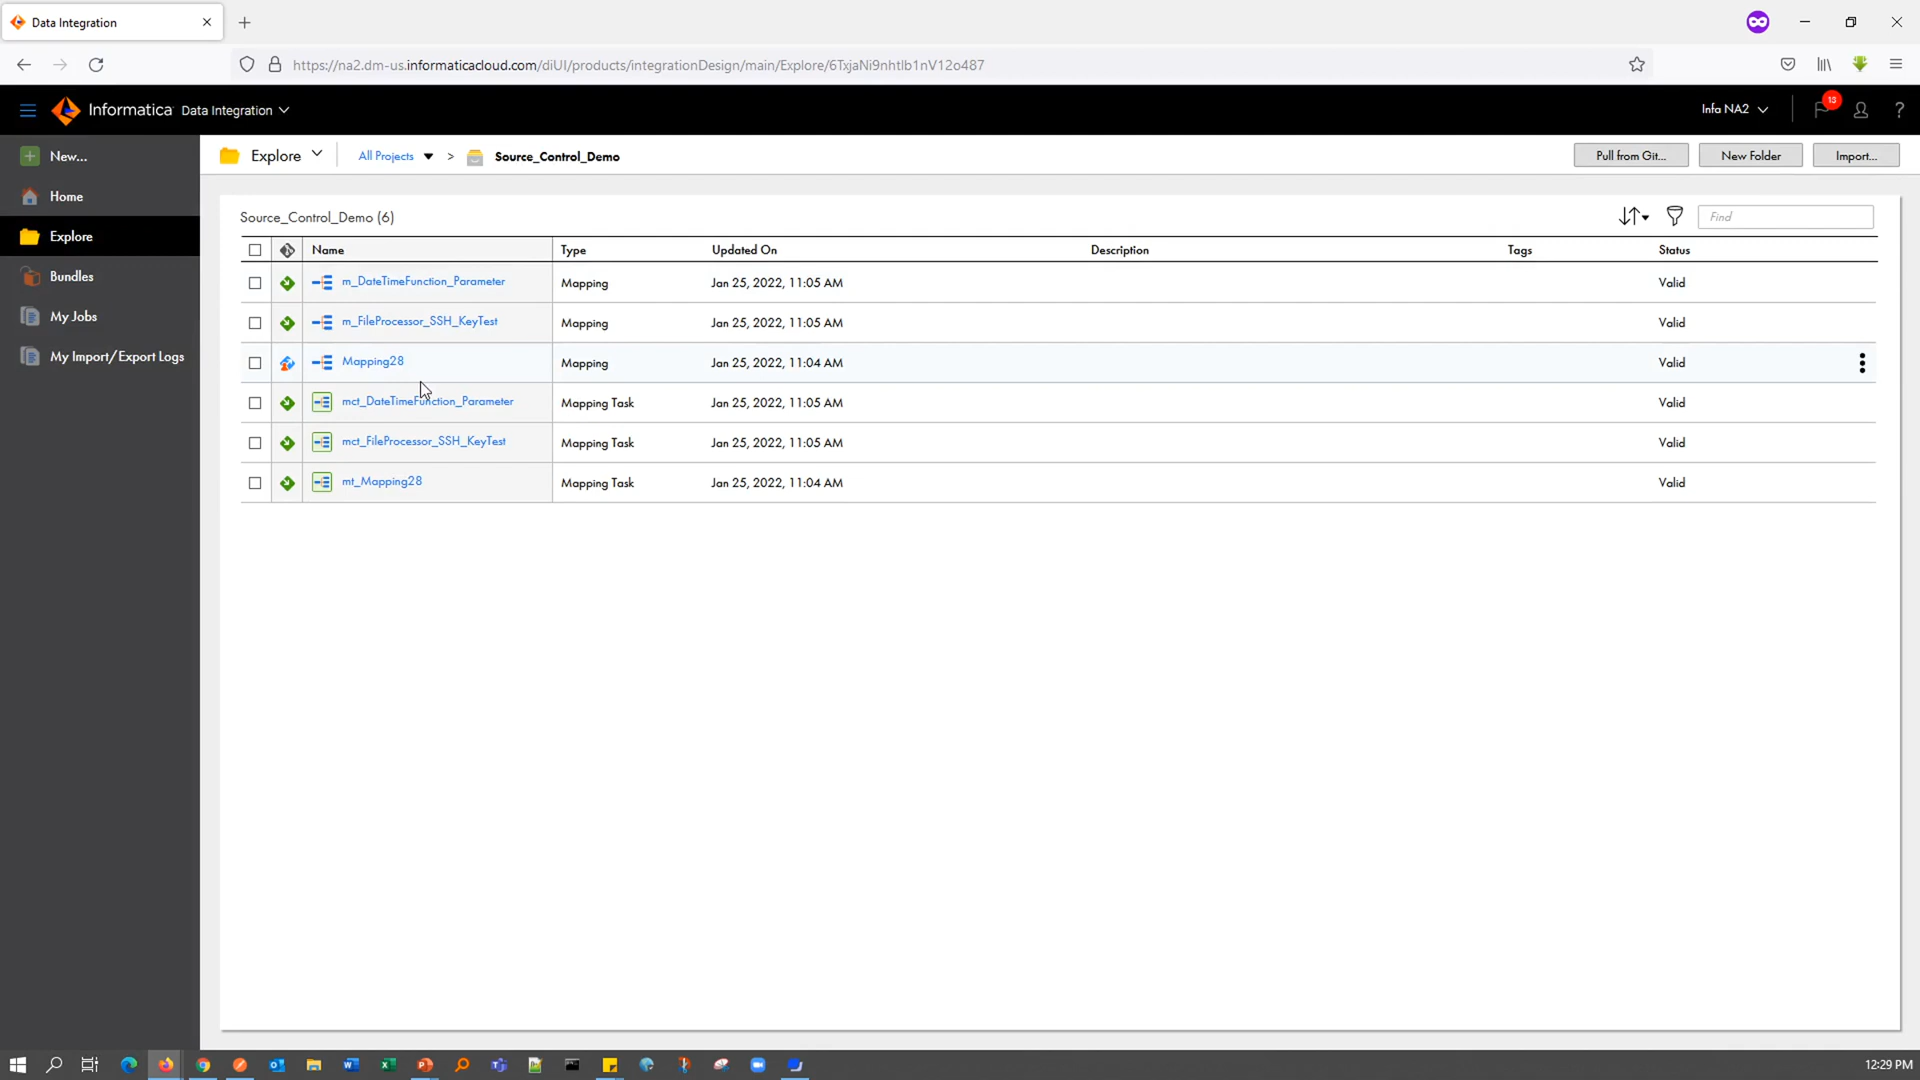 Data Integration
https://na2.dm-us.informaticacloud.com/diUI/products/integrationDesign/main/Explore/6TxjaNi9nhtlb1nV12o487
Informatica Data Integration
Infa NA2
13
?
New...
Home
Explore
Bundles
My Jobs
My Import/Export Logs
Explore
All Projects > Source_Control_Demo
Pull from Git...
New Folder
Import...
Source_Control_Demo (6)
Find
Name Type Updated On Description Tags Status
m_DateTimeFunction_Parameter Mapping Jan 25, 2022, 11:05 AM Valid
m_FileProcessor_SSH_KeyTest Mapping Jan 25, 2022, 11:05 AM Valid
Mapping28 Mapping Jan 25, 2022, 11:04 AM Valid
mct_DateTimeFunction_Parameter Mapping Task Jan 25, 2022, 11:05 AM Valid
mct_FileProcessor_SSH_KeyTest Mapping Task Jan 25, 2022, 11:05 AM Valid
mt_Mapping28 Mapping Task Jan 25, 2022, 11:04 AM Valid
12:29 PM